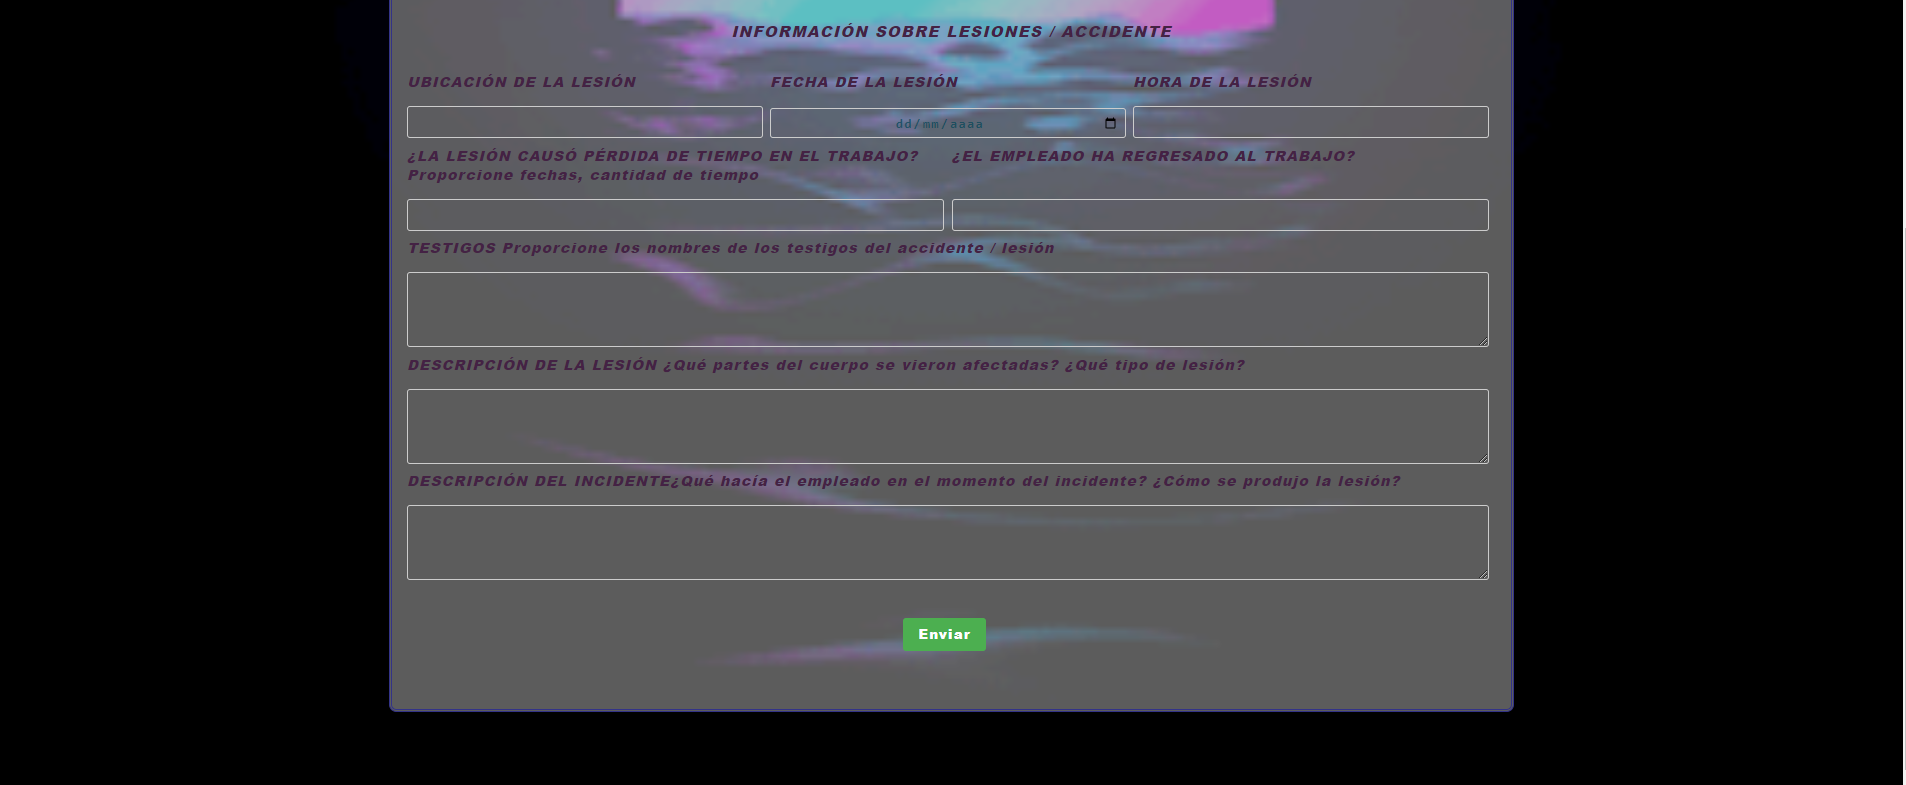 INFORMACIÓN SOBRE LESIONES / ACCIDENTE
UBICACIÓN DE LA LESIÓN
FECHA DE LA LESIÓN
HORA DE LA LESIÓN
dd/mm/aaaa
¿LA LESIÓN CAUSÓ PÉRDIDA DE TIEMPO EN EL TRABAJO?
Proporcione fechas, cantidad de tiempo
¿EL EMPLEADO HA REGRESADO AL TRABAJO?
TESTIGOS Proporcione los nombres de los testigos del accidente / lesión
DESCRIPCIÓN DE LA LESIÓN ¿Qué partes del cuerpo se vieron afectadas? ¿Qué tipo de lesión?
DESCRIPCIÓN DEL INCIDENTE¿Qué hacía el empleado en el momento del incidente? ¿Cómo se produjo la lesión?
Enviar